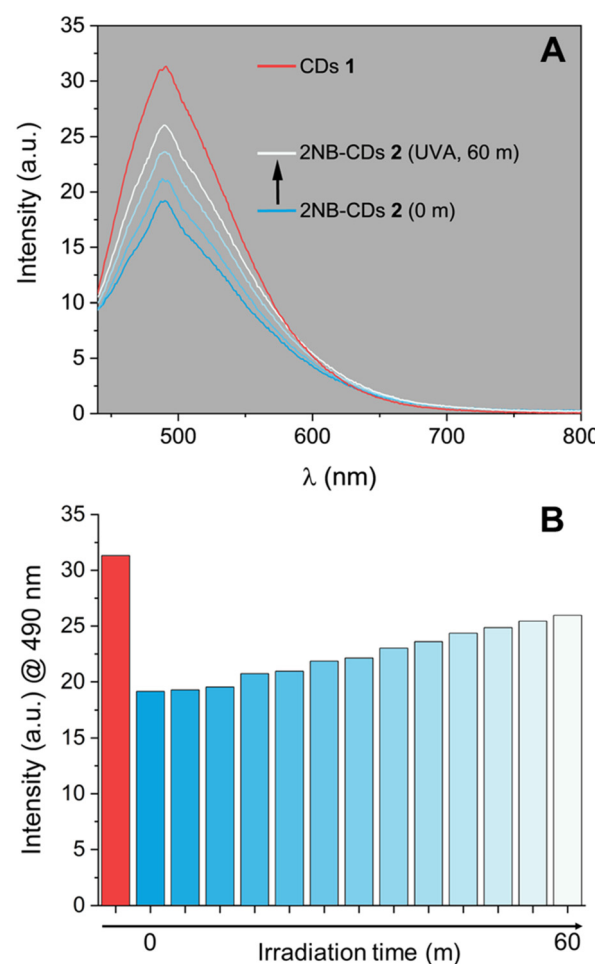 A
35
30
25
20
15
10
5
0
Intensity (a.u.)
CDs 1
2NB-CDs 2 (UVA, 60 m)
2NB-CDs 2 (0 m)
500
600
700
800
λ (nm)
B
35
30
25
20
15
10
5
0
Intensity (a.u.) @ 490 nm
0
60
Irradiation time (m)